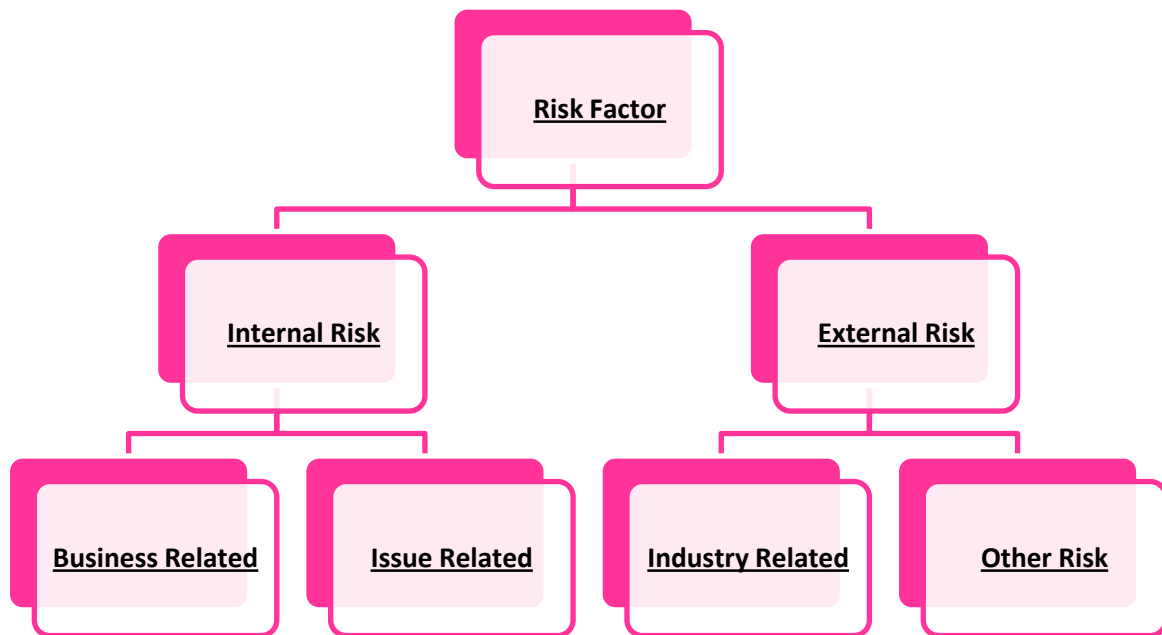 Risk Factor
Internal Risk
External Risk
Business Related
Issue Related
Industry Related
Other Risk